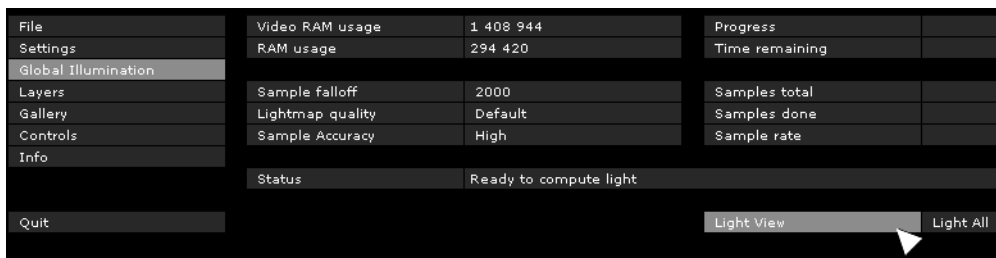 File Video RAM usage 1 408 944 Progress
Settings RAM usage 294 420 Time remaining
Global Illumination
Layers Sample falloff 2000 Samples total
Gallery Lightmap quality Default Samples done
Controls Sample Accuracy High Sample rate
Info
Status Ready to compute light
Quit Light View Light All